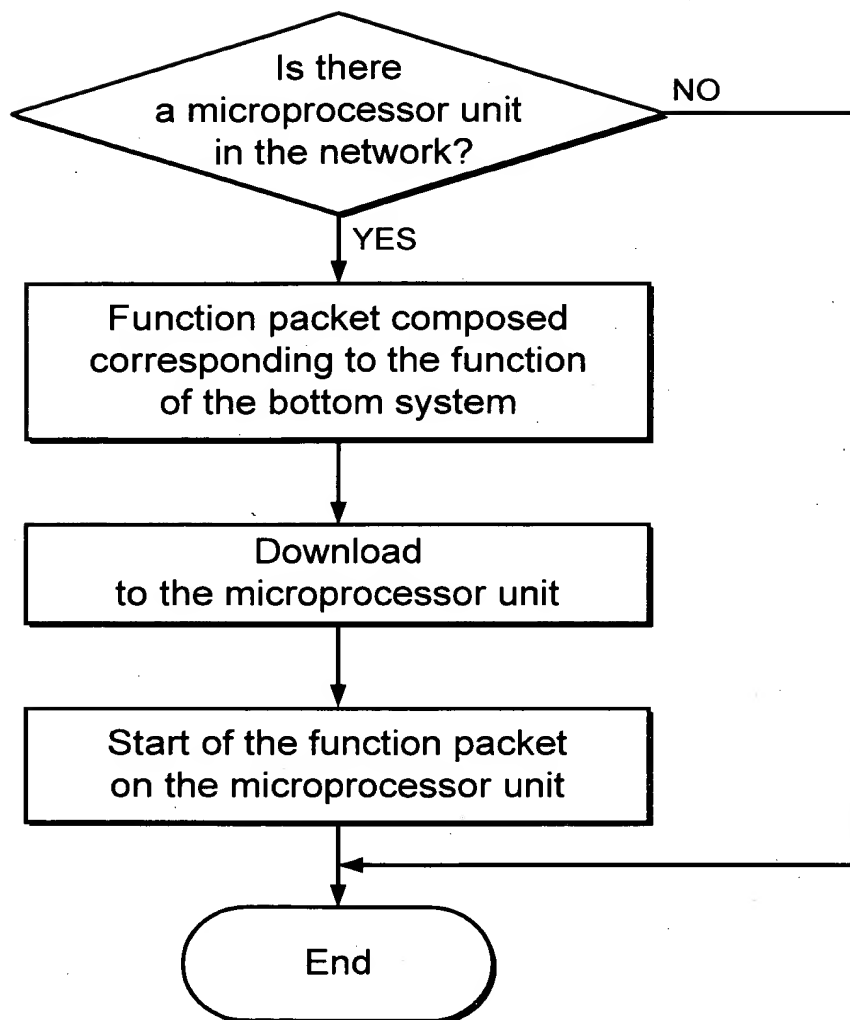 Is there
a microprocessor unit
in the network?
NO
YES
Function packet composed
corresponding to the function
of the bottom system
Download
to the microprocessor unit
Start of the function packet
on the microprocessor unit
End